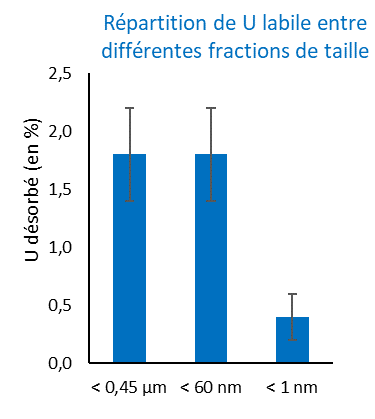 Répartition de U labile entre
différentes fractions de taille
2,5
2,0
1,5
1,0
0,5
0,0
U désorbé (en %)
< 0,45 µm < 60 nm < 1 nm